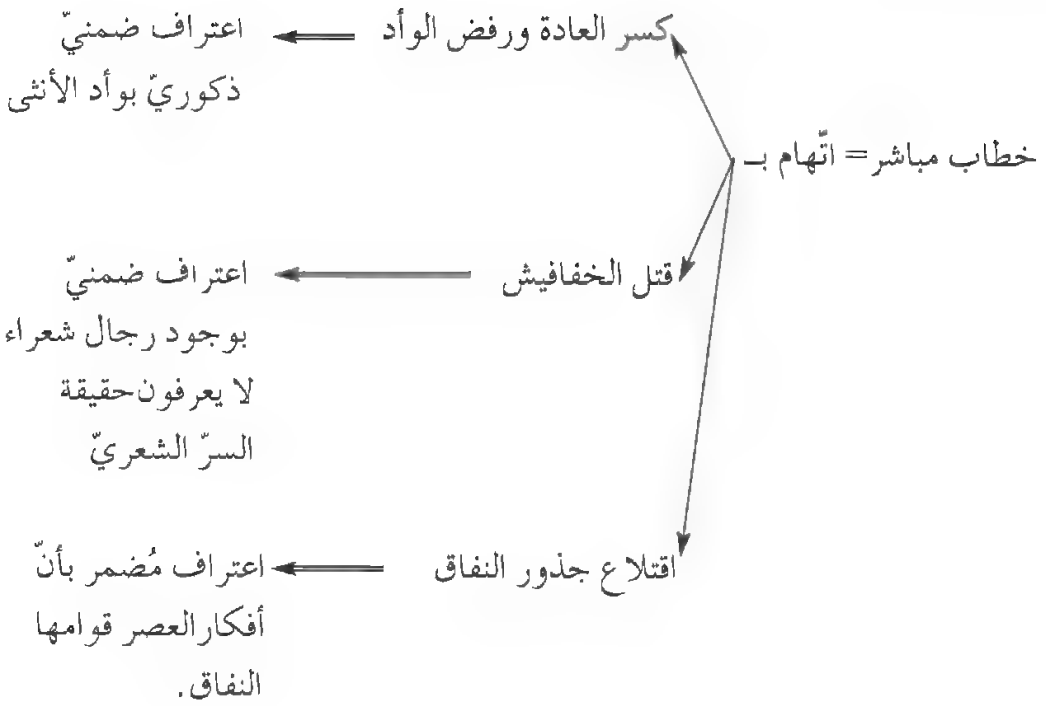 كسر العادة ورفض الوأد اعتراف ضمنيّ
ذكوريّ بوأد الأنثى
خطاب مباشر= اتّهام بـ
قتل الخفافيش اعتراف ضمنيّ
بوجود رجال شعراء
لا يعرفون حقيقة
السرّ الشعريّ
اقتلاع جذور النفاق اعتراف مُضمر بأنّ
أفكار العصر قوامها
النفاق.